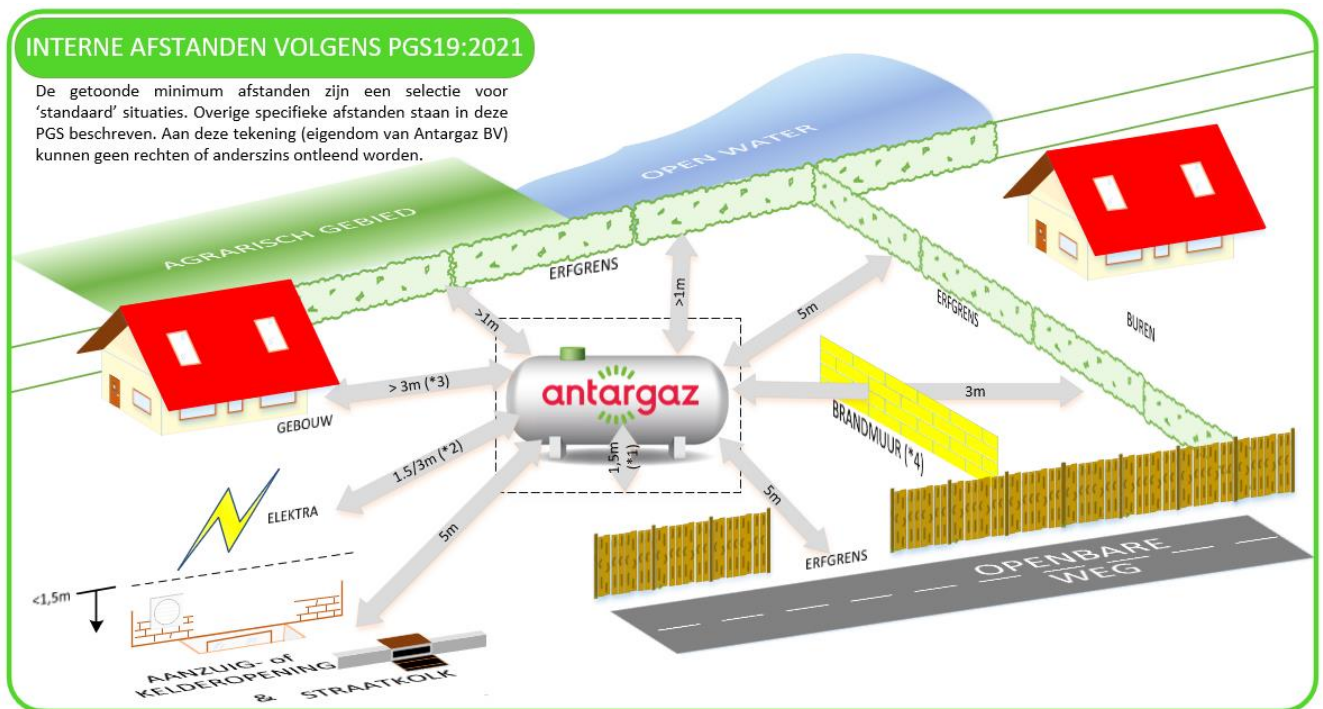 INTERNE AFSTANDEN VOLGENS PGS19:2021
De getoonde minimum afstanden zijn een selectie voor
‘standaard’ situaties. Overige specifieke afstanden staan in deze
PGS beschreven. Aan deze tekening (eigendom van Antargaz BV)
kunnen geen rechten of anderszins ontleend worden.
OPEN WATER
AGRARISCH GEBIED
ERFGRENS
ERFGRENS
BUREN
>1m
>1m
5m
> 3m (*3)
antargaz
3m
GEBOUW
BRANDMUUR (*4)
1.5/3m (*2)
1,5m
(*1)
ELEKTRA
5m
5m
ERFGRENS
OPENBARE
WEG
<1,5m
AANZUIG- of
KELDEROPENING
& STRAATKOLK